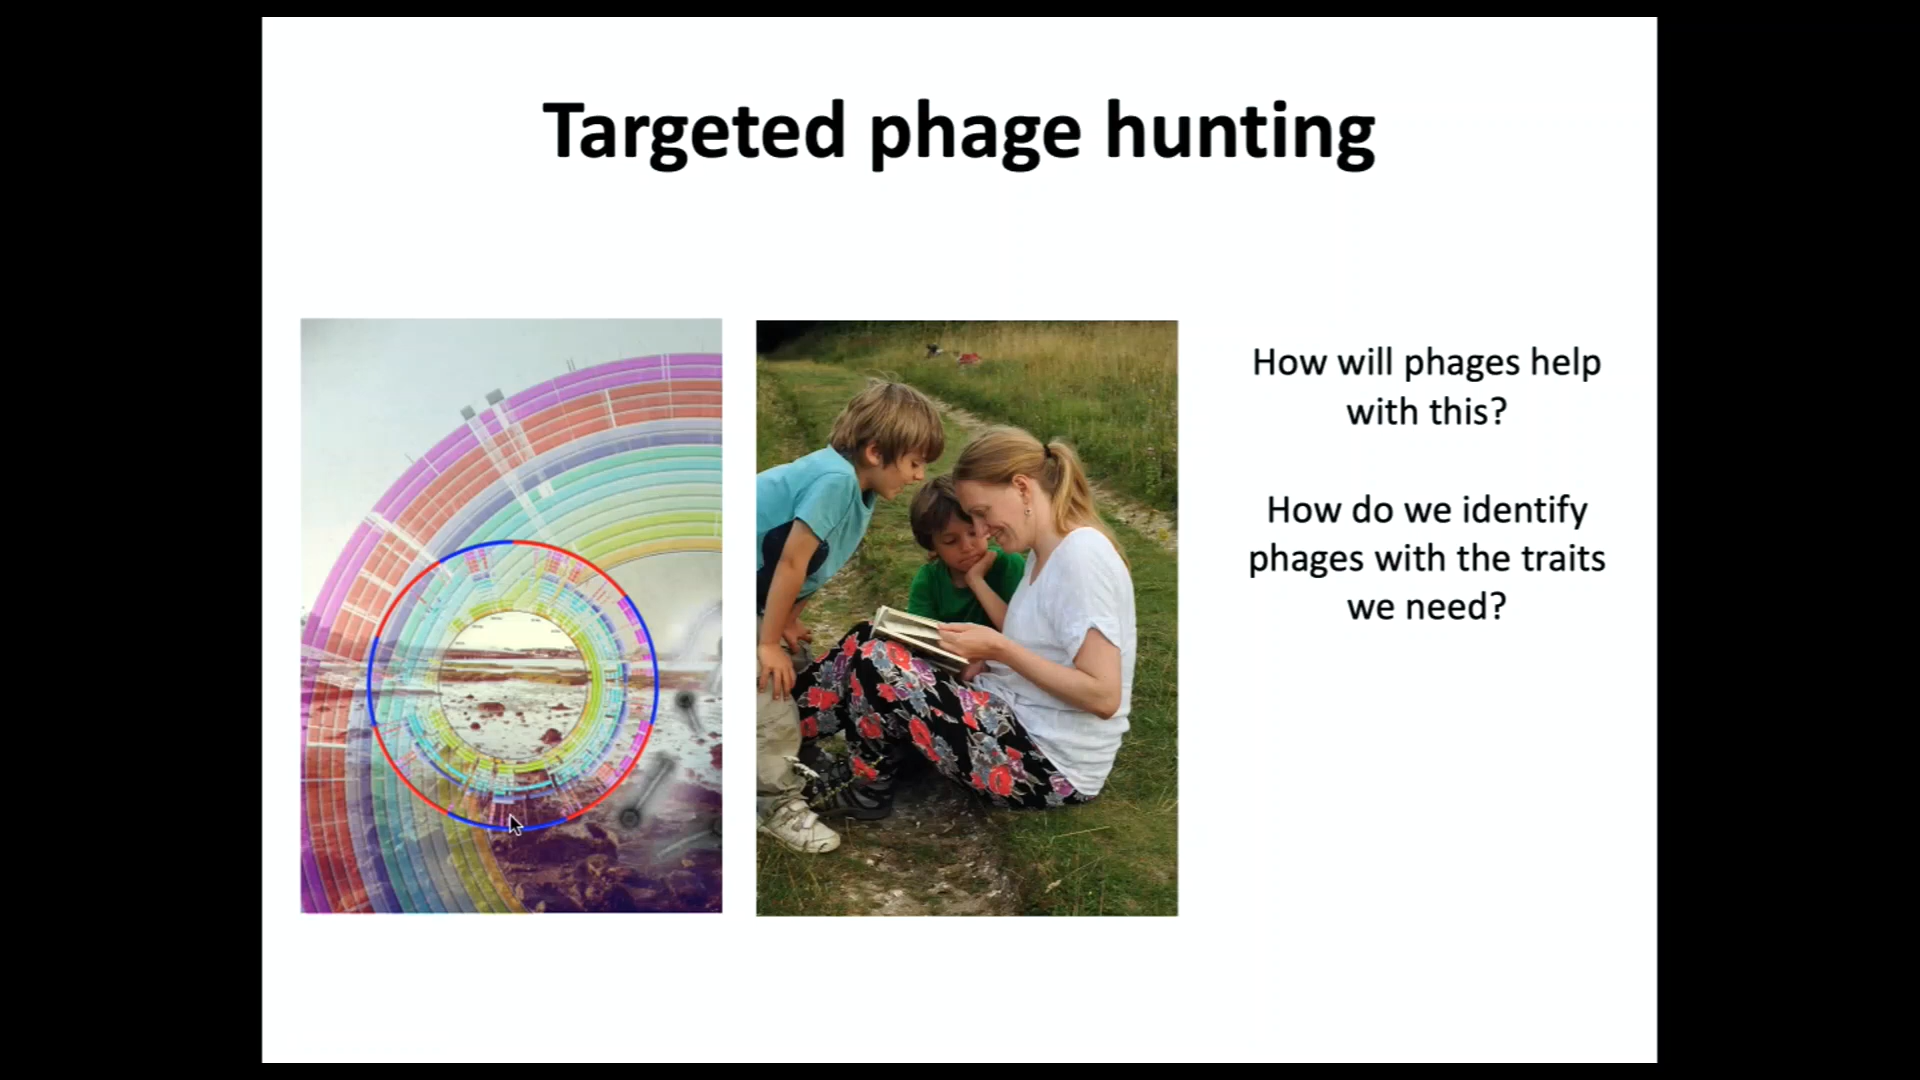 Targeted phage hunting
How will phages help
with this?
How do we identify
phages with the traits
we need?